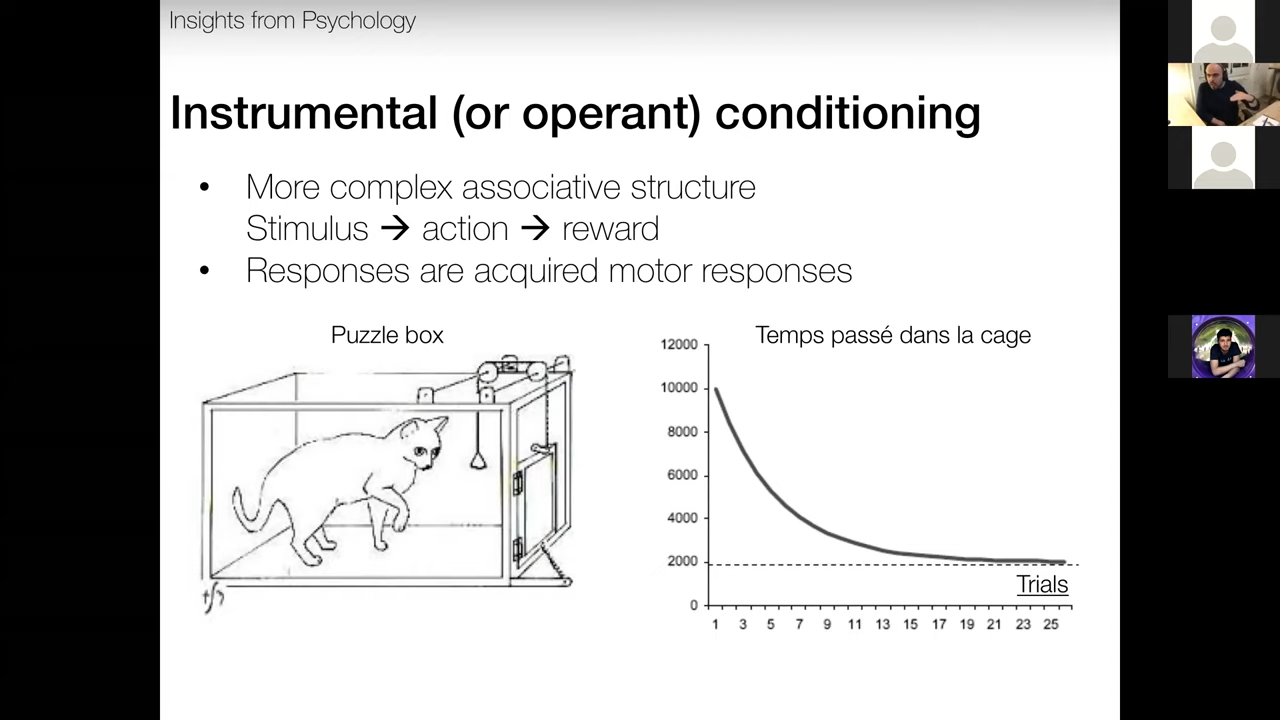 Insights from Psychology
Instrumental (or operant) conditioning
• More complex associative structure
Stimulus → action → reward
• Responses are acquired motor responses
Puzzle box
Temps passé dans la cage
12000
10000
8000
6000
4000
2000
0
Trials
1 3 5 7 9 11 13 15 17 19 21 23 25